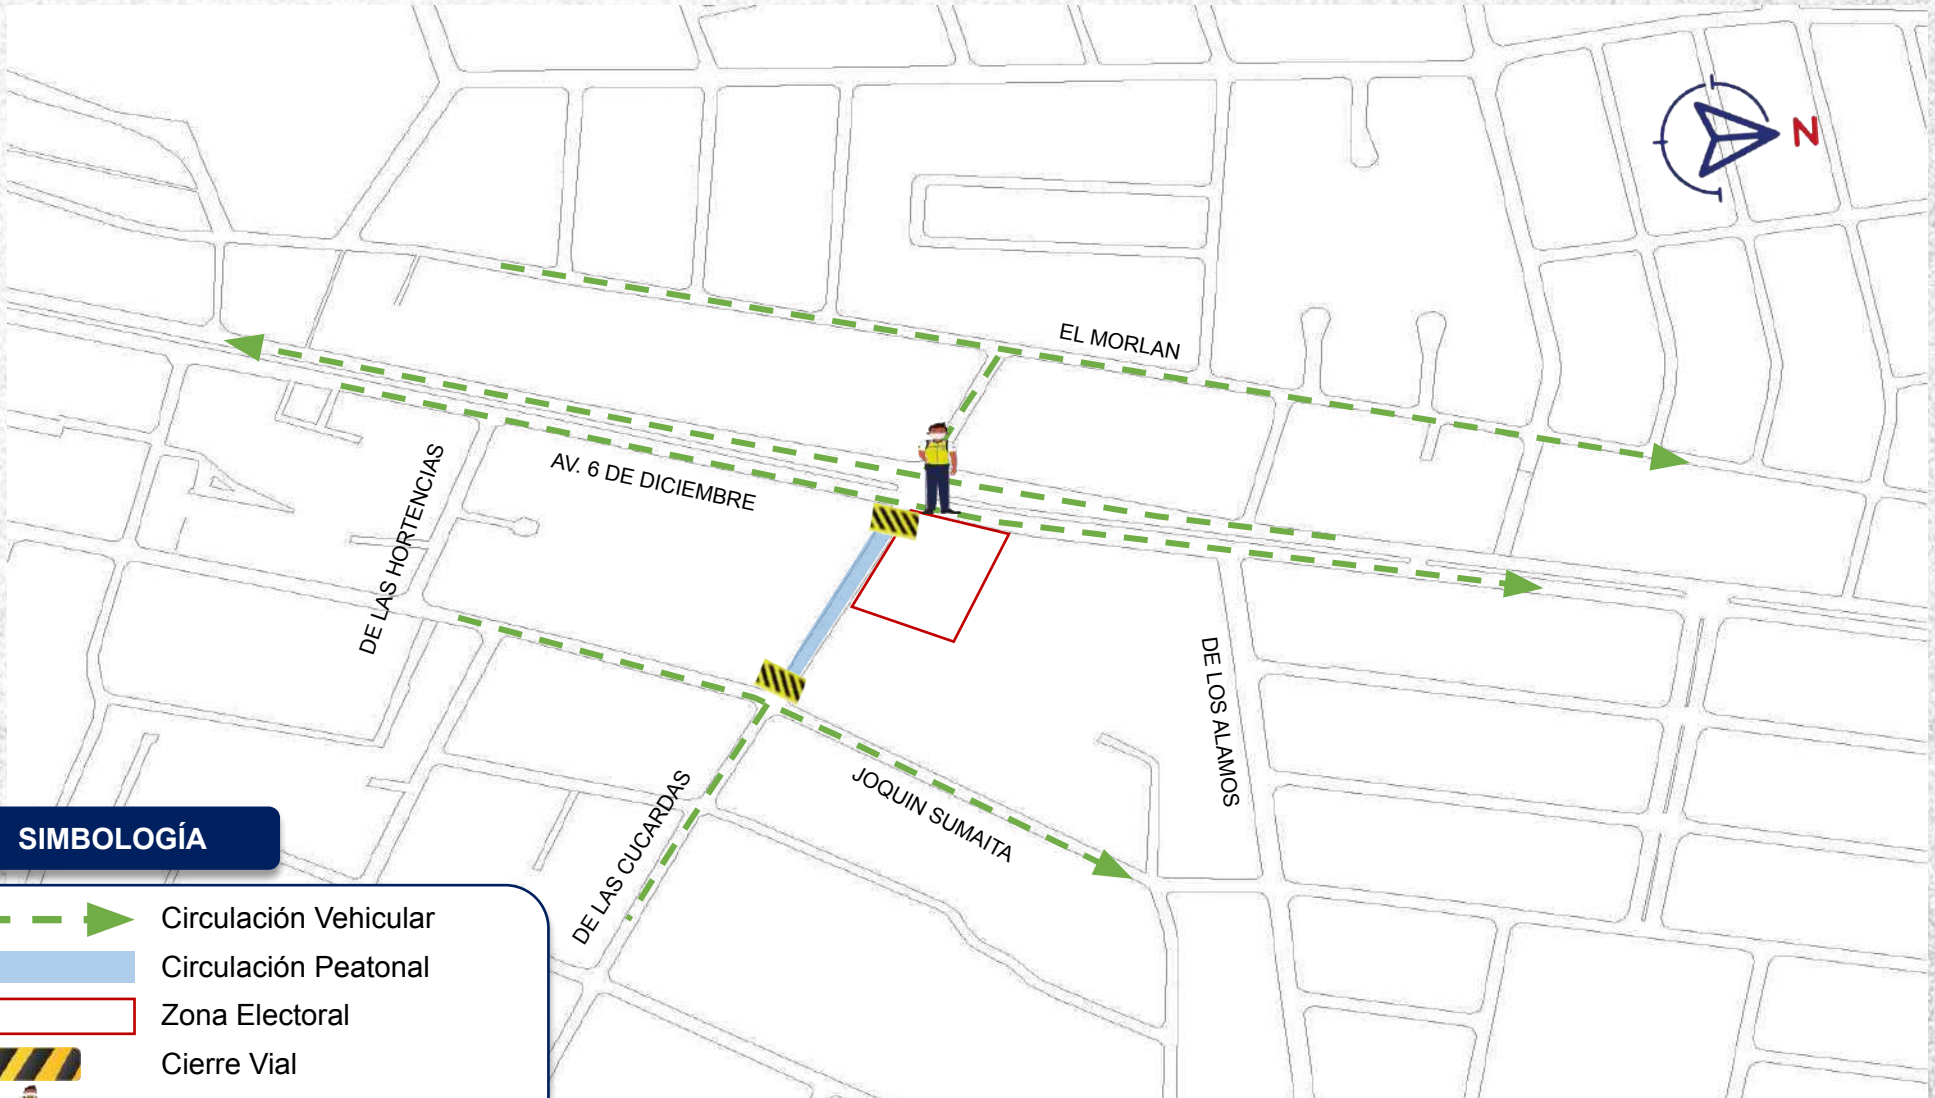 N
EL MORLAN
AV. 6 DE DICIEMBRE
DE LAS HORTENCIAS
DE LOS ALAMOS
JOQUIN SUMAITA
DE LAS CUCARDAS
SIMBOLOGÍA
Circulación Vehicular
Circulación Peatonal
Zona Electoral
Cierre Vial